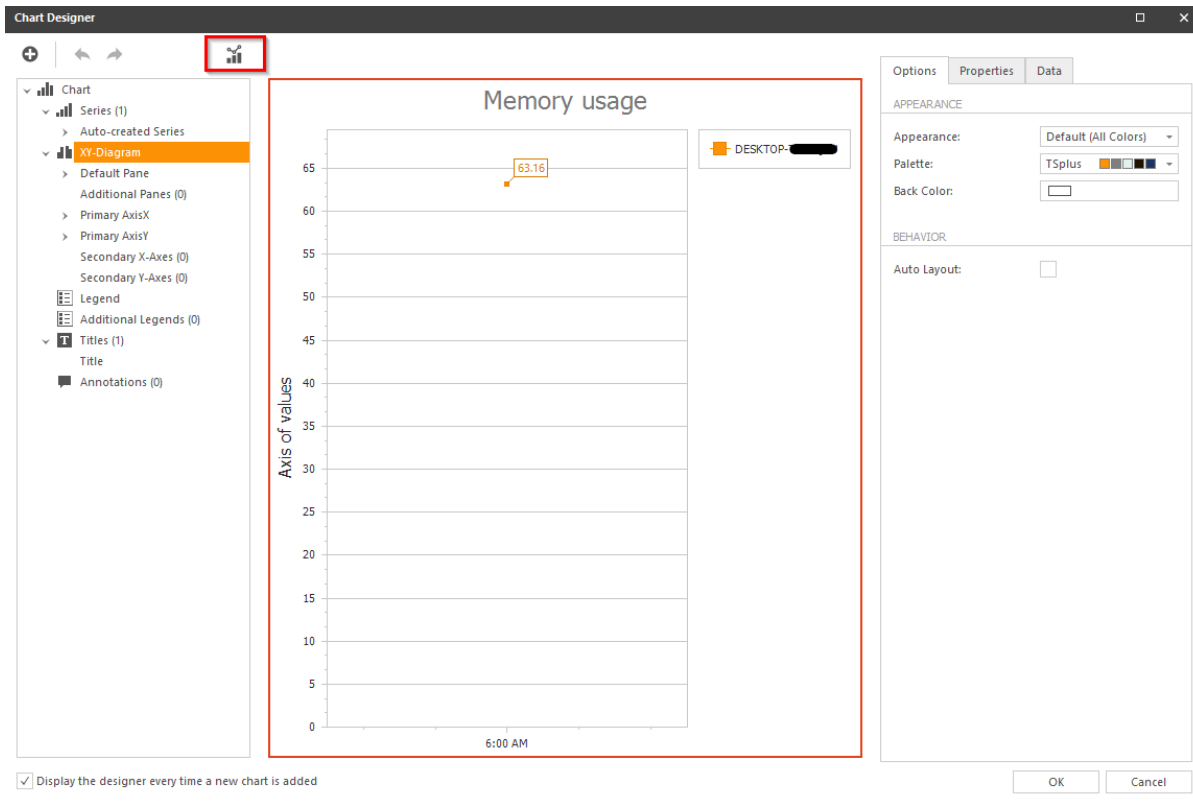 Chart Designer
Chart
Series (1)
Auto-created Series
XY-Diagram
Default Pane
Additional Panes (0)
Primary AxisX
Primary AxisY
Secondary X-Axes (0)
Secondary Y-Axes (0)
Legend
Additional Legends (0)
Titles (1)
Title
Annotations (0)
Memory usage
65
60
55
50
45
40
35
30
25
20
15
10
5
0
Axis of values
63.16
6:00 AM
DESKTOP-
Options Properties Data
APPEARANCE
Appearance: Default (All Colors)
Palette: TSplus
Back Color:
BEHAVIOR
Auto Layout:
Display the designer every time a new chart is added
OK Cancel